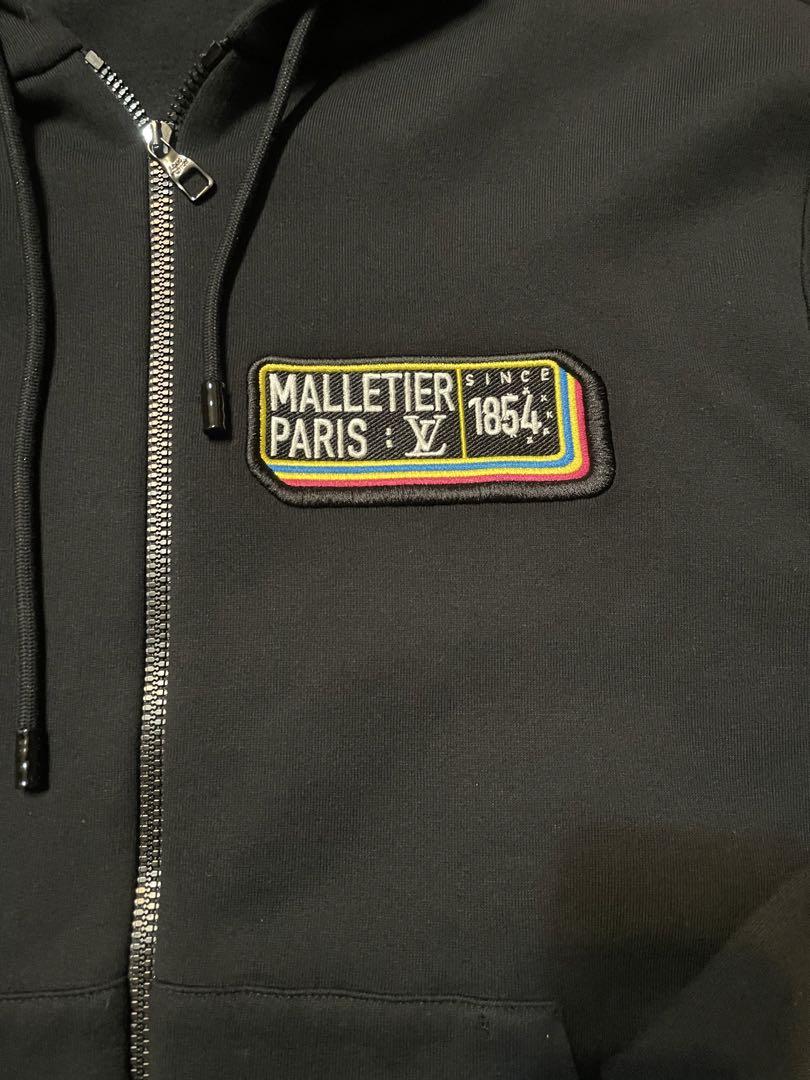 MALLETIER
PARIS : LV
SINCE
1854